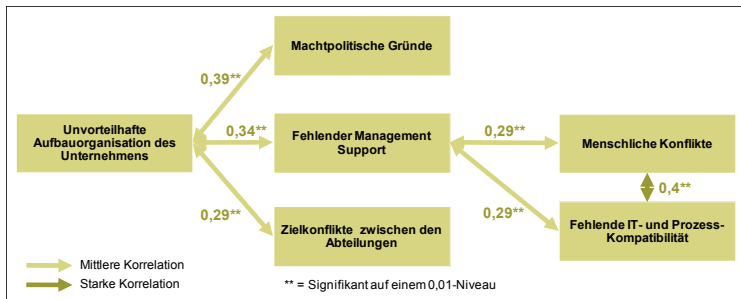 Machtpolitische Gründe
0,39**
Unvorteilhafte
Aufbauorganisation des
Unternehmens
0,34**
Fehlender Management
Support
0,29**
Menschliche Konflikte
0,4**
0,29**
Zielkonflikte zwischen den
Abteilungen
0,29**
Fehlende IT- und Prozess-
Kompatibilität
Mittlere Korrelation
Starke Korrelation
** = Signifikant auf einem 0,01-Niveau